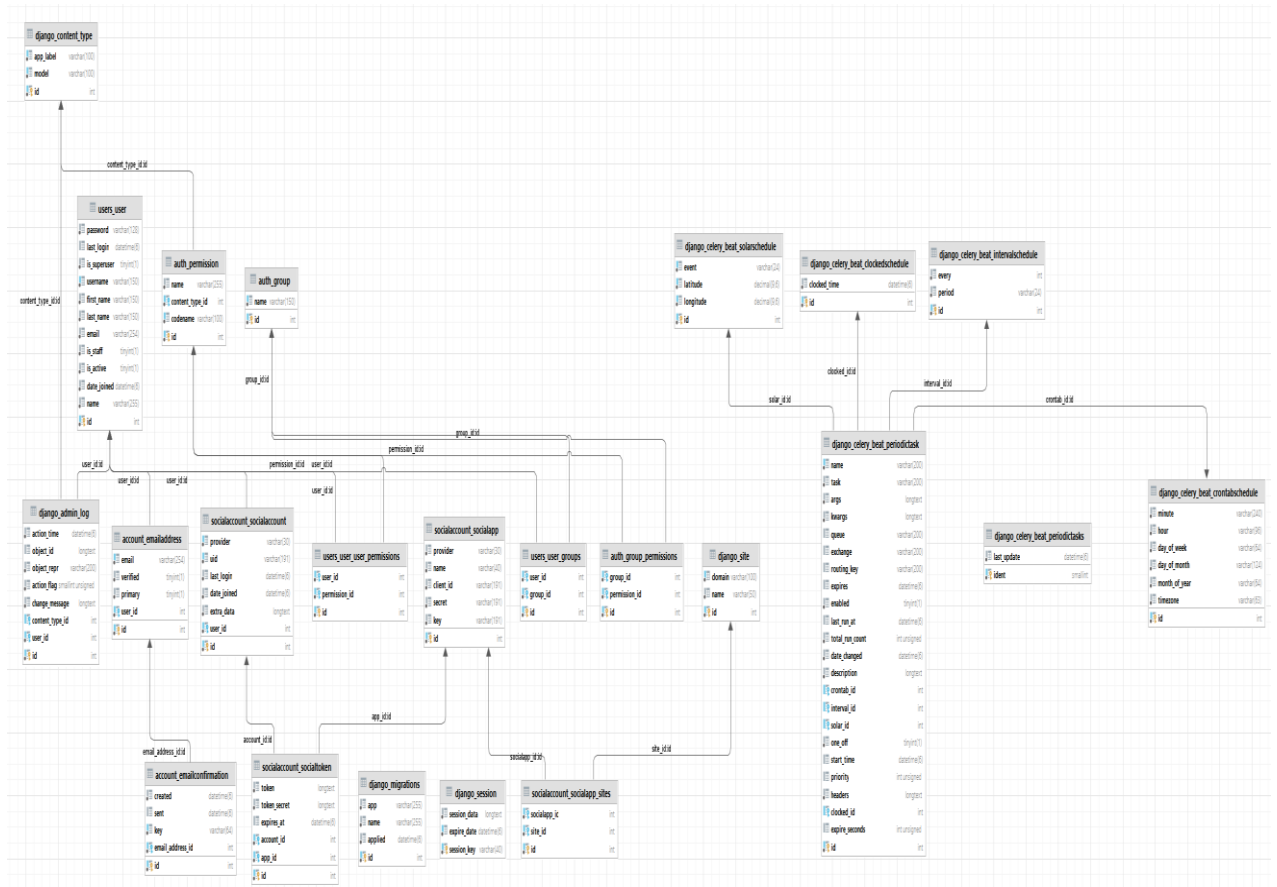 django_content_type
app_label varchar(100)
model varchar(100)
id int
content_type_id:id
content_type_id:id
users_user
password varchar(128)
last_login datetime(6)
is_superuser tinyint(1)
username varchar(150)
first_name varchar(150)
last_name varchar(150)
email varchar(254)
is_staff tinyint(1)
is_active tinyint(1)
date_joined datetime(6)
name varchar(255)
id int
auth_permission
name varchar(255)
content_type_id int
codename varchar(100)
id int
auth_group
name varchar(150)
id int
django_celery_beat_solarschedule
event varchar(24)
latitude decimal(9,6)
longitude decimal(9,6)
id int
django_celery_beat_clockedschedule
clocked_time datetime(6)
id int
django_celery_beat_intervalschedule
every int
period varchar(24)
id int
group_id:id
clocked_id:id
interval_id:id
solar_id:id
crontab_id:id
group_id:id
permission_id:id
user_id:id
user_id:id
user_id:id
permission_id:id
user_id:id
user_id:id
django_admin_log
action_time datetime(6)
object_id longtext
object_repr varchar(200)
action_flag smallint unsigned
change_message longtext
content_type_id int
user_id int
id int
account_emailaddress
email varchar(254)
verified tinyint(1)
primary tinyint(1)
user_id int
id int
socialaccount_socialaccount
provider varchar(30)
uid varchar(191)
last_login datetime(6)
date_joined datetime(6)
extra_data longtext
user_id int
id int
users_user_user_permissions
user_id int
permission_id int
id int
socialaccount_socialapp
provider varchar(30)
name varchar(40)
client_id varchar(191)
secret varchar(191)
key varchar(191)
id int
users_user_groups
user_id int
group_id int
id int
auth_group_permissions
group_id int
permission_id int
id int
django_site
domain varchar(100)
name varchar(50)
id int
django_celery_beat_periodictask
name varchar(200)
task varchar(200)
args longtext
kwargs longtext
queue varchar(200)
exchange varchar(200)
routing_key varchar(200)
expires datetime(6)
enabled tinyint(1)
last_run_at datetime(6)
total_run_count int unsigned
date_changed datetime(6)
description longtext
crontab_id int
interval_id int
solar_id int
one_off tinyint(1)
start_time datetime(6)
priority int unsigned
headers longtext
clocked_id int
expire_seconds int unsigned
id int
django_celery_beat_periodictasks
last_update datetime(6)
ident smallint
django_celery_beat_crontabschedule
minute varchar(240)
hour varchar(96)
day_of_week varchar(64)
day_of_month varchar(124)
month_of_year varchar(64)
timezone varchar(63)
id int
email_address_id:id
account_id:id
app_id:id
socialapp_id:id
site_id:id
account_emailconfirmation
created datetime(6)
sent datetime(6)
key varchar(64)
email_address_id int
id int
socialaccount_socialtoken
token longtext
token_secret longtext
expires_at datetime(6)
account_id int
app_id int
id int
django_migrations
app varchar(255)
name varchar(255)
applied datetime(6)
id int
django_session
session_data longtext
expire_date datetime(6)
session_key varchar(40)
socialaccount_socialapp_sites
socialapp_ic int
site_id int
id int